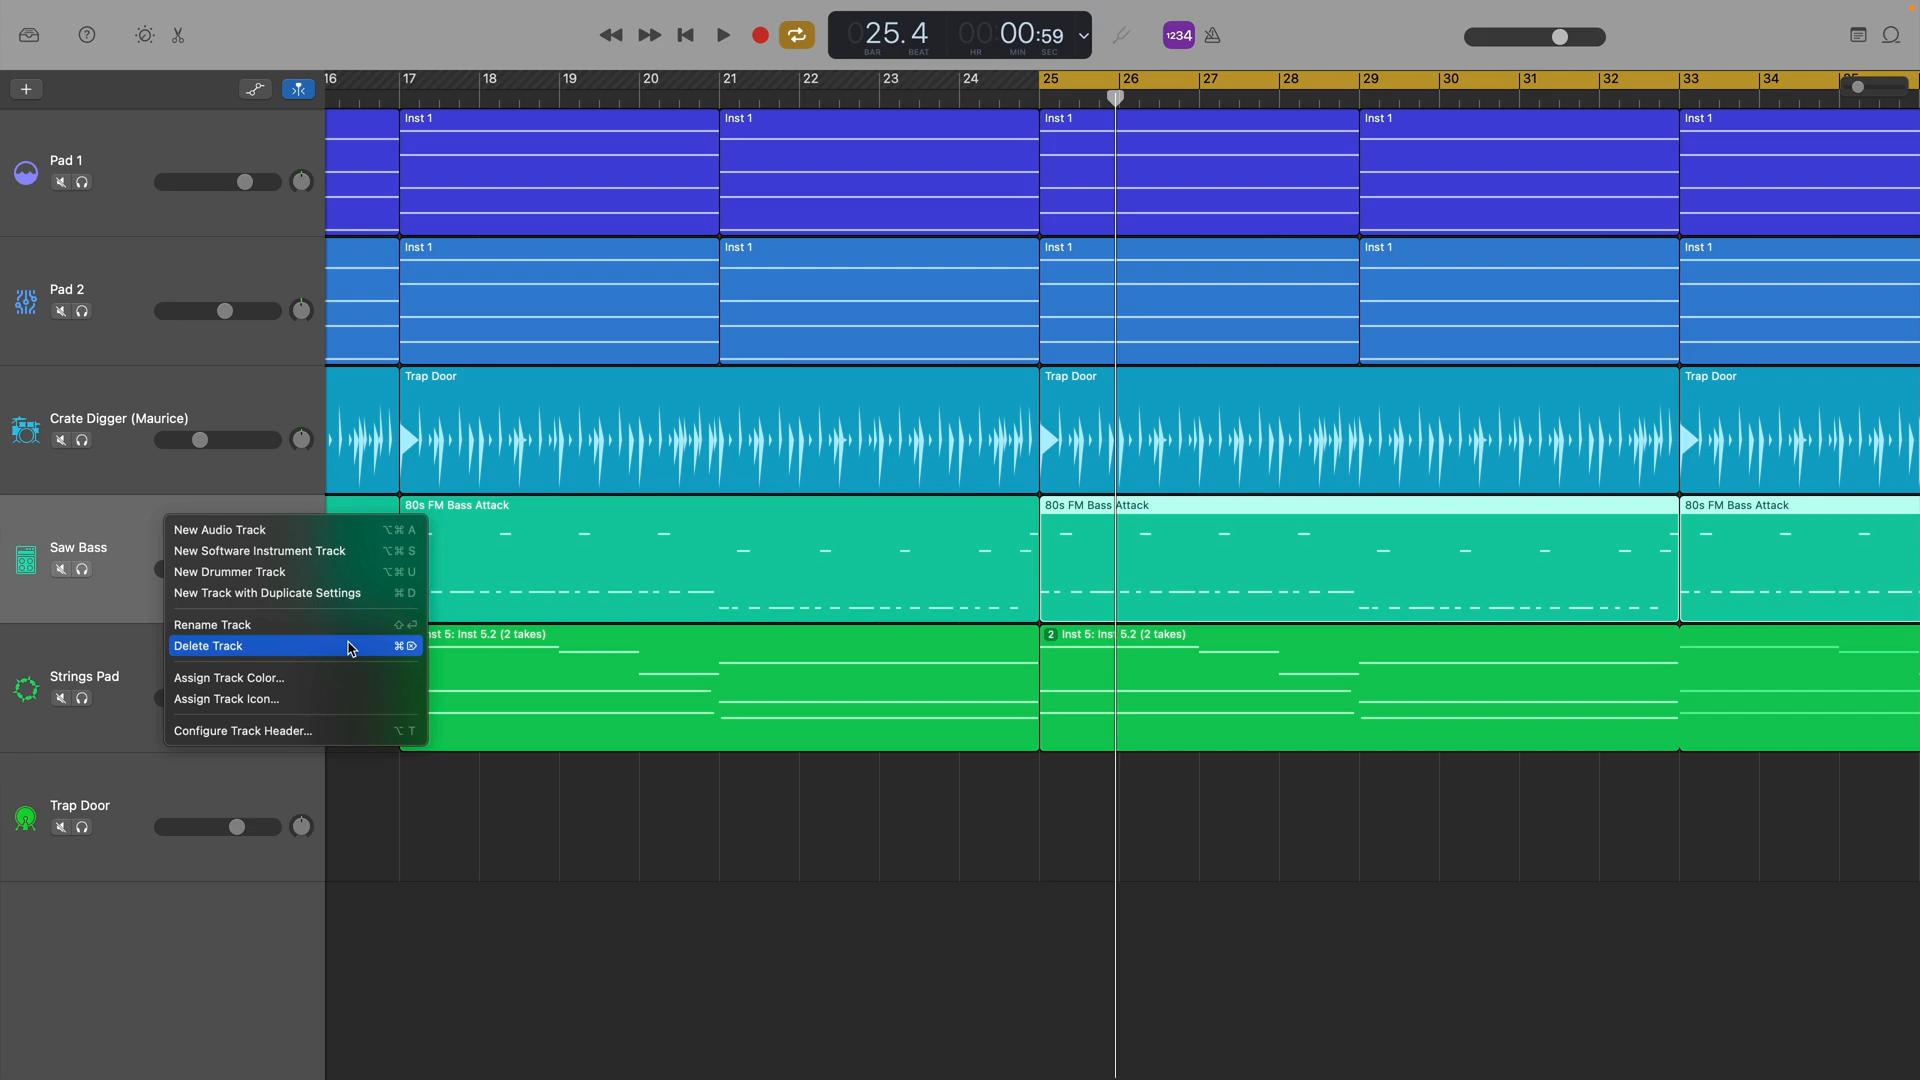 25.4
BAR BEAT
00:59
HR MIN SEC
1234
16 17 18 19 20 21 22 23 24 25 26 27 28 29 30 31 32 33 34
Inst 1 Inst 1 Inst 1 Inst 1 Inst 1
Pad 1
Inst 1 Inst 1 Inst 1 Inst 1 Inst 1
Pad 2
Trap Door Trap Door Trap Door
Crate Digger (Maurice)
80s FM Bass Attack 80s FM Bass Attack 80s FM Bass Attack
Saw Bass
New Audio Track ⌥⌘ A
New Software Instrument Track ⌥⌘ S
New Drummer Track ⌥⌘ U
New Track with Duplicate Settings ⌘ D
Rename Track ⇧⏎
Delete Track ⌘⌦
Assign Track Color...
Assign Track Icon...
Configure Track Header... ⌥ T
nst 5: Inst 5.2 (2 takes)
2 Inst 5: Inst 5.2 (2 takes)
Strings Pad
Trap Door